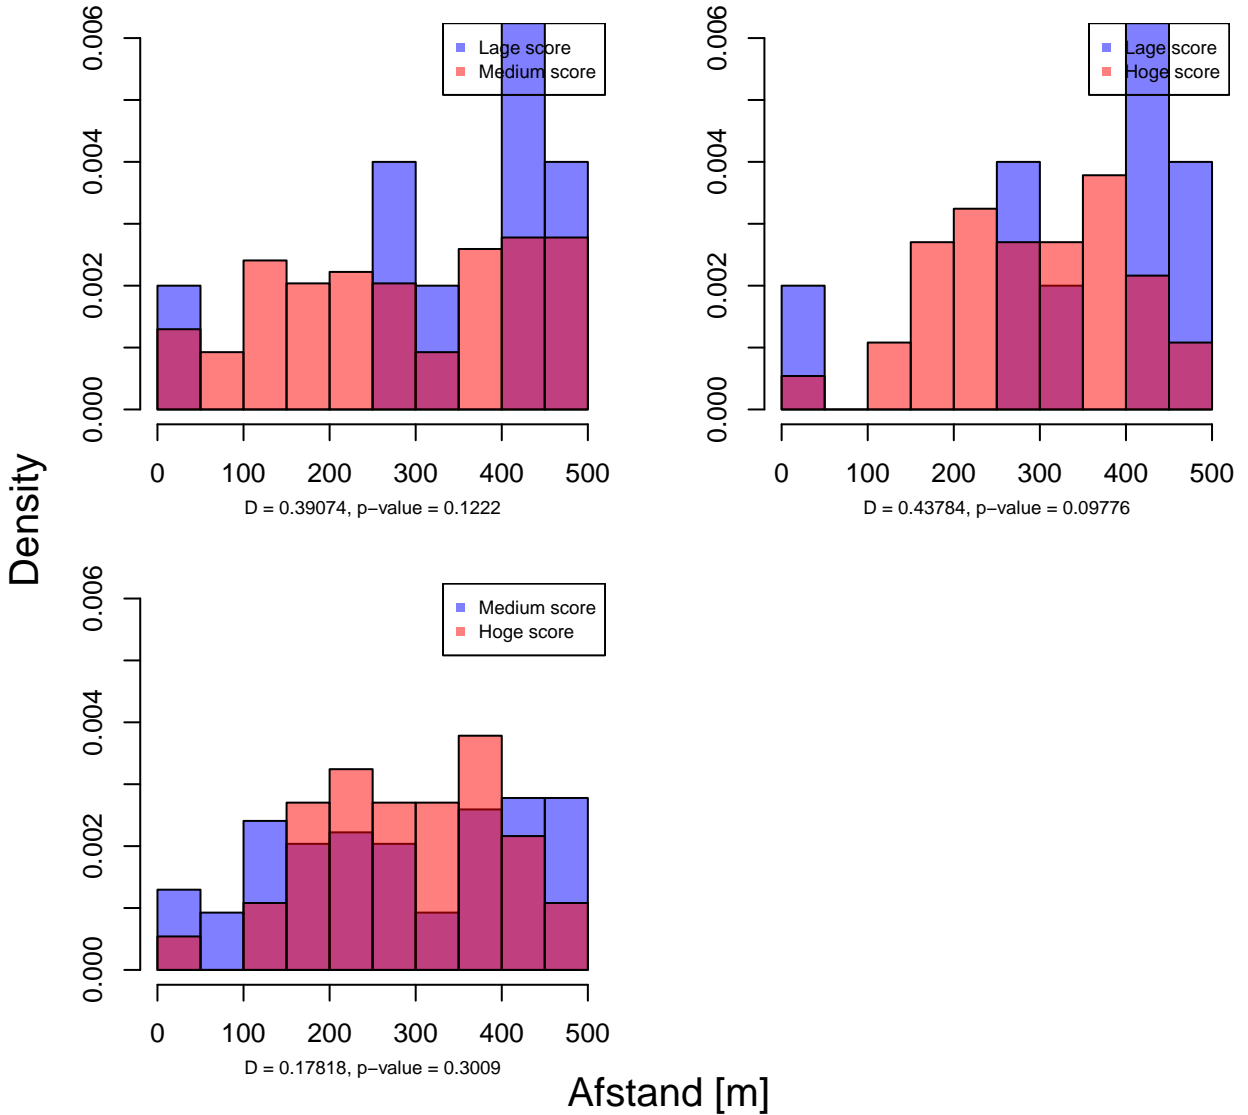 Lage score
Medium score
0.000 0.002 0.004 0.006
0 100 200 300 400 500
D = 0.39074, p−value = 0.1222
Lage score
Hoge score
0.000 0.002 0.004 0.006
0 100 200 300 400 500
D = 0.43784, p−value = 0.09776
Density
Medium score
Hoge score
0.000 0.002 0.004 0.006
0 100 200 300 400 500
D = 0.17818, p−value = 0.3009
Afstand [m]